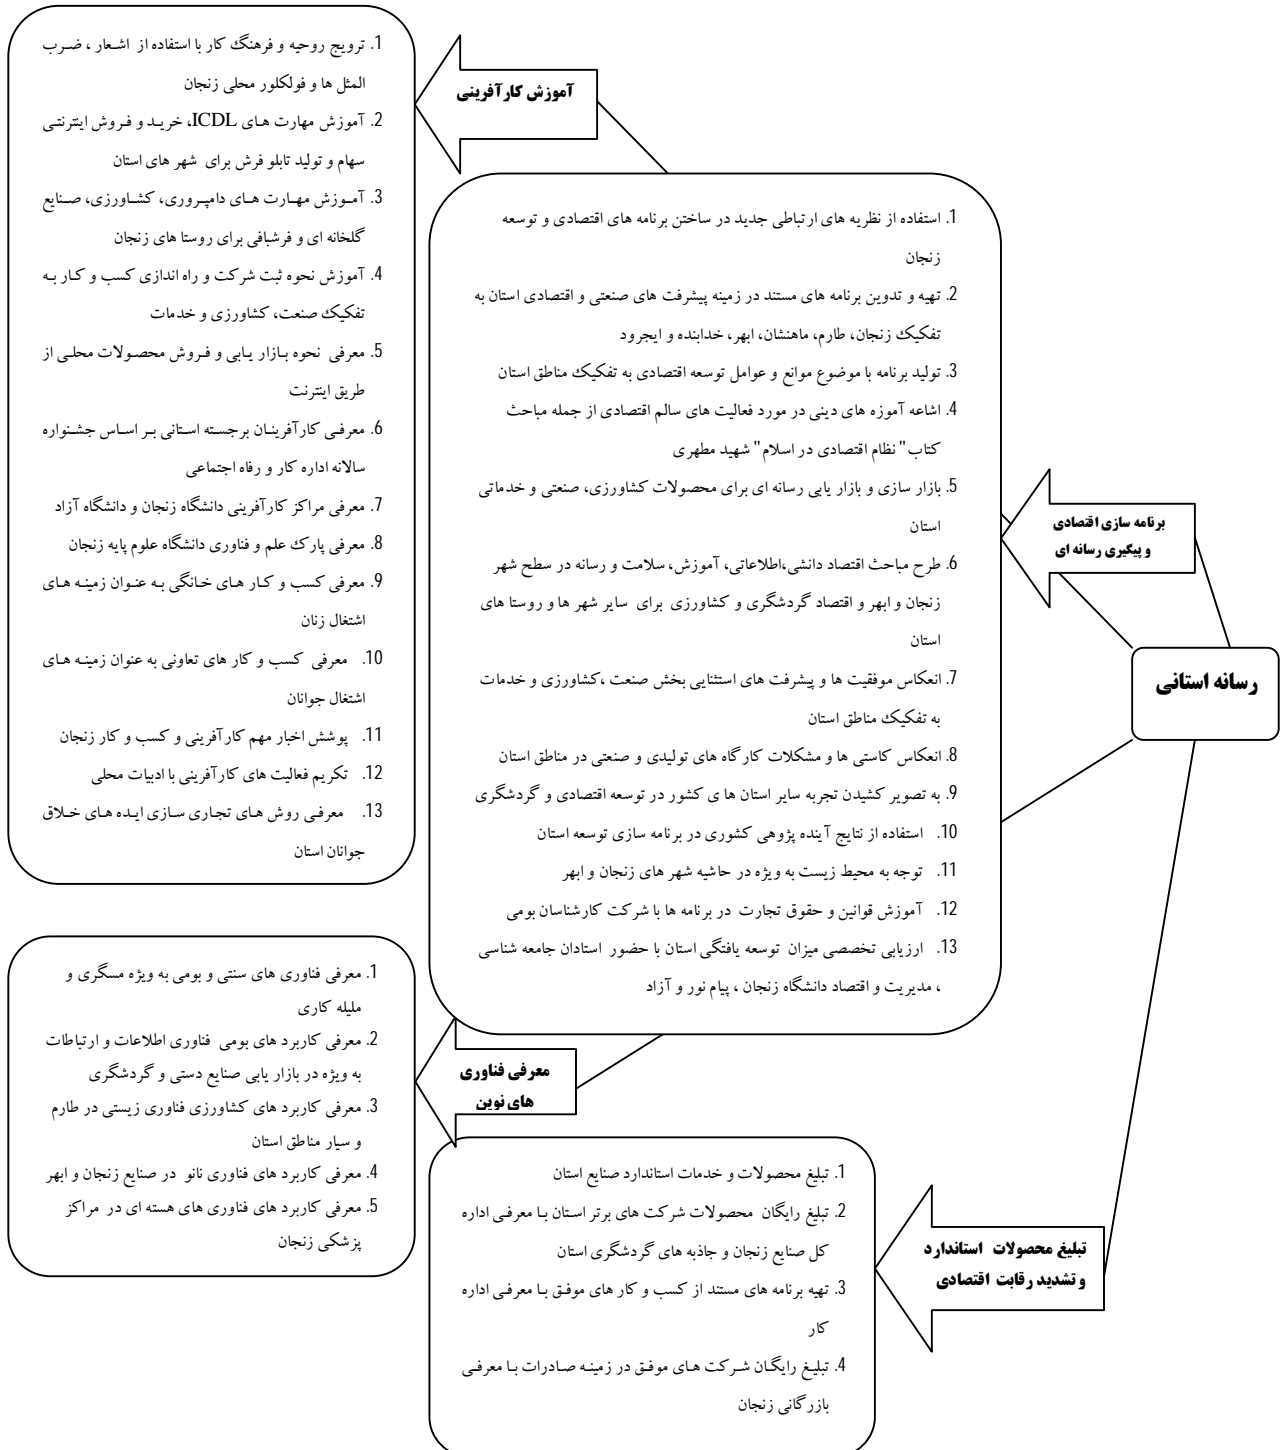 رسانه استانی
آموزش کارآفرینی
1. ترویج روحیه و فرهنگ کار با استفاده از اشعار ، ضرب
المثل ها و فولکلور محلی زنجان
2. آموزش مهارت های ICDL، خرید و فروش اینترنتی
سهام و تولید تابلو فرش برای شهر های استان
3. آموزش مهارت های دامپروری، کشاورزی، صنایع
گلخانه ای و فرشبافی برای روستا های زنجان
4. آموزش نحوه ثبت شرکت و راه اندازی کسب و کار به
تفکیک صنعت، کشاورزی و خدمات
5. معرفی نحوه بازار یابی و فروش محصولات محلی از
طریق اینترنت
6. معرفی کارآفرینان برجسته استانی بر اساس جشنواره
سالانه اداره کار و رفاه اجتماعی
7. معرفی مراکز کارآفرینی دانشگاه زنجان و دانشگاه آزاد
8. معرفی پارک علم و فناوری دانشگاه علوم پایه زنجان
9. معرفی کسب و کار های خانگی به عنوان زمینه های
اشتغال زنان
10. معرفی کسب و کار های تعاونی به عنوان زمینه های
اشتغال جوانان
11. پوشش اخبار مهم کارآفرینی و کسب و کار زنجان
12. تکریم فعالیت های کارآفرینی با ادبیات محلی
13. معرفی روش های تجاری سازی ایده های خلاق
جوانان استان
برنامه سازی اقتصادی
و پیگیری رسانه ای
1. استفاده از نظریه های ارتباطی جدید در ساختن برنامه های اقتصادی و توسعه
زنجان
2. تهیه و تدوین برنامه های مستند در زمینه پیشرفت های صنعتی و اقتصادی استان به
تفکیک زنجان، طارم، ماهنشان، ابهر، خدابنده و ایجرود
3. تولید برنامه با موضوع موانع و عوامل توسعه اقتصادی به تفکیک مناطق استان
4. اشاعه آموزه های دینی در مورد فعالیت های سالم اقتصادی از جمله مباحث
کتاب" نظام اقتصادی در اسلام" شهید مطهری
5. بازار سازی و بازار یابی رسانه ای برای محصولات کشاورزی، صنعتی و خدماتی
استان
6. طرح مباحث اقتصاد دانشی،اطلاعاتی، آموزش، سلامت و رسانه در سطح شهر
زنجان و ابهر و اقتصاد گردشگری و کشاورزی برای سایر شهر ها و روستا های
استان
7. انعکاس موفقیت ها و پیشرفت های استثنایی بخش صنعت ،کشاورزی و خدمات
به تفکیک مناطق استان
8. انعکاس کاستی ها و مشکلات کارگاه های تولیدی و صنعتی در مناطق استان
9. به تصویر کشیدن تجربه سایر استان ها ی کشور در توسعه اقتصادی و گردشگری
10. استفاده از نتایج آینده پژوهی کشوری در برنامه سازی توسعه استان
11. توجه به محیط زیست به ویژه در حاشیه شهر های زنجان و ابهر
12. آموزش قوانین و حقوق تجارت در برنامه ها با شرکت کارشناسان بومی
13. ارزیابی تخصصی میزان توسعه یافتگی استان با حضور استادان جامعه شناسی
، مدیریت و اقتصاد دانشگاه زنجان ، پیام نور و آزاد
معرفی فناوری
های نوین
1. معرفی فناوری های سنتی و بومی به ویژه مسگری و
ملیله کاری
2. معرفی کاربرد های بومی فناوری اطلاعات و ارتباطات
به ویژه در بازار یابی صنایع دستی و گردشگری
3. معرفی کاربرد های کشاورزی فناوری زیستی در طارم
و سیار مناطق استان
4. معرفی کاربرد های فناوری نانو در صنایع زنجان و ابهر
5. معرفی کاربرد های فناوری های هسته ای در مراکز
پزشکی زنجان
تبلیغ محصولات استاندارد
و تشدید رقابت اقتصادی
1. تبلیغ محصولات و خدمات استاندارد صنایع استان
2. تبلیغ رایگان محصولات شرکت های برتر استان با معرفی اداره
کل صنایع زنجان و جاذبه های گردشگری استان
3. تهیه برنامه های مستند از کسب و کار های موفق با معرفی اداره
کار
4. تبلیغ رایگان شرکت های موفق در زمینه صادرات با معرفی
بازرگانی زنجان